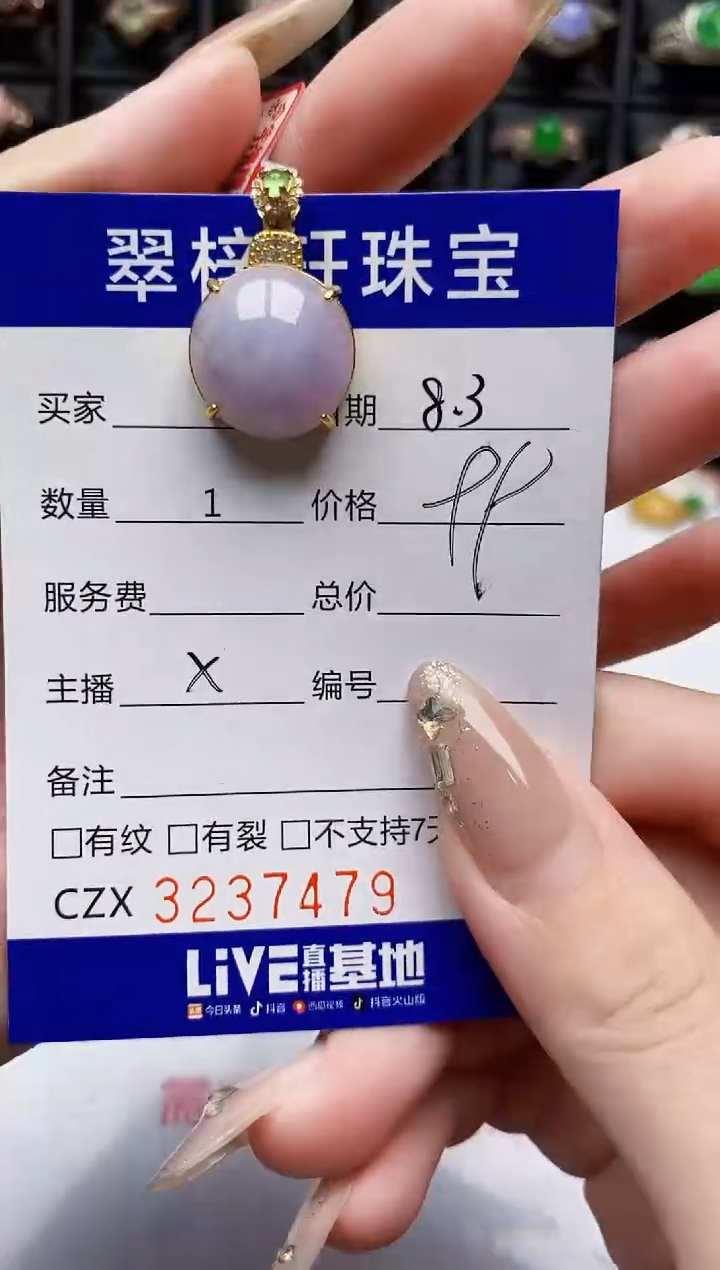 翠梓轩珠宝
买家 期 8.3
数量 1 价格
服务费 总价
主播 X 编号
备注
□有纹 □有裂 □不支持7天
CZX 3237479
LiVE直播基地
今日头条 抖音 西瓜视频 抖音火山版